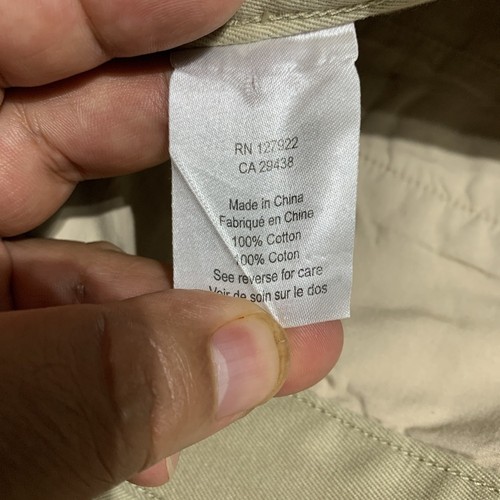 RN 127922
CA 29438
Made in China
Fabriqué en Chine
100% Cotton
100% Coton
See reverse for care
Voir de soin sur le dos